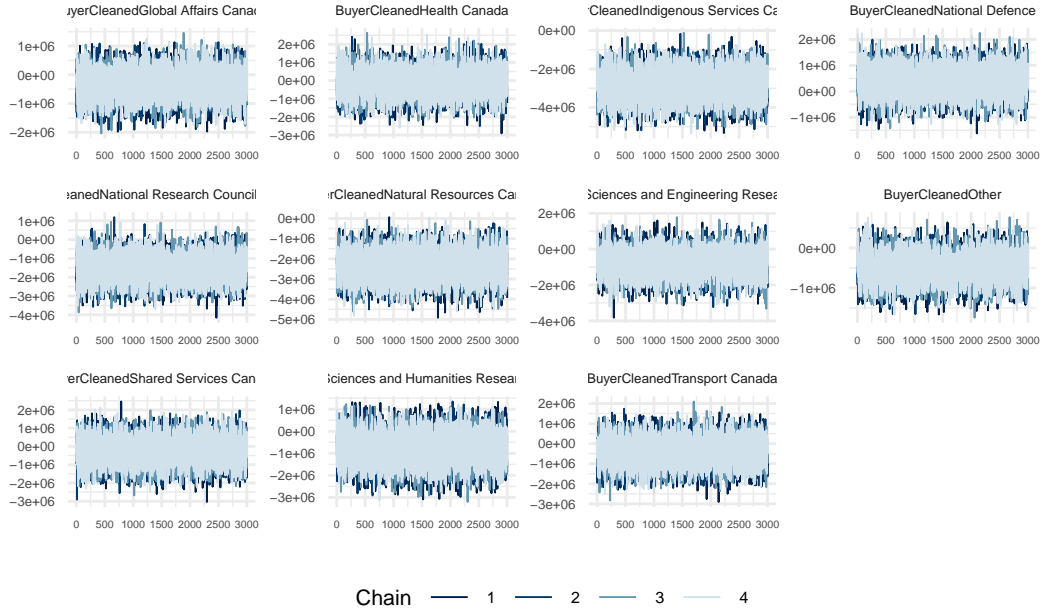 uyerCleanedGlobal Affairs Canad
BuyerCleanedHealth Canada
rCleanedIndigenous Services Ca
BuyerCleanedNational Defence
1e+06
0e+00
−1e+06
−2e+06
0 500 1000 1500 2000 2500 3000
2e+06
1e+06
0e+00
−1e+06
−2e+06
−3e+06
0 500 1000 1500 2000 2500 3000
0e+00
−2e+06
−4e+06
0 500 1000 1500 2000 2500 3000
2e+06
1e+06
0e+00
−1e+06
0 500 1000 1500 2000 2500 3000
eanedNational Research Council
erCleanedNatural Resources Can
Sciences and Engineering Resea
BuyerCleanedOther
1e+06
0e+00
−1e+06
−2e+06
−3e+06
−4e+06
0 500 1000 1500 2000 2500 3000
0e+00
−1e+06
−2e+06
−3e+06
−4e+06
−5e+06
0 500 1000 1500 2000 2500 3000
2e+06
0e+00
−2e+06
−4e+06
0 500 1000 1500 2000 2500 3000
0e+00
−1e+06
0 500 1000 1500 2000 2500 3000
erCleanedShared Services Can
Sciences and Humanities Resear
BuyerCleanedTransport Canada
2e+06
1e+06
0e+00
−1e+06
−2e+06
−3e+06
0 500 1000 1500 2000 2500 3000
1e+06
0e+00
−1e+06
−2e+06
−3e+06
0 500 1000 1500 2000 2500 3000
2e+06
1e+06
0e+00
−1e+06
−2e+06
−3e+06
0 500 1000 1500 2000 2500 3000
Chain 1 2 3 4